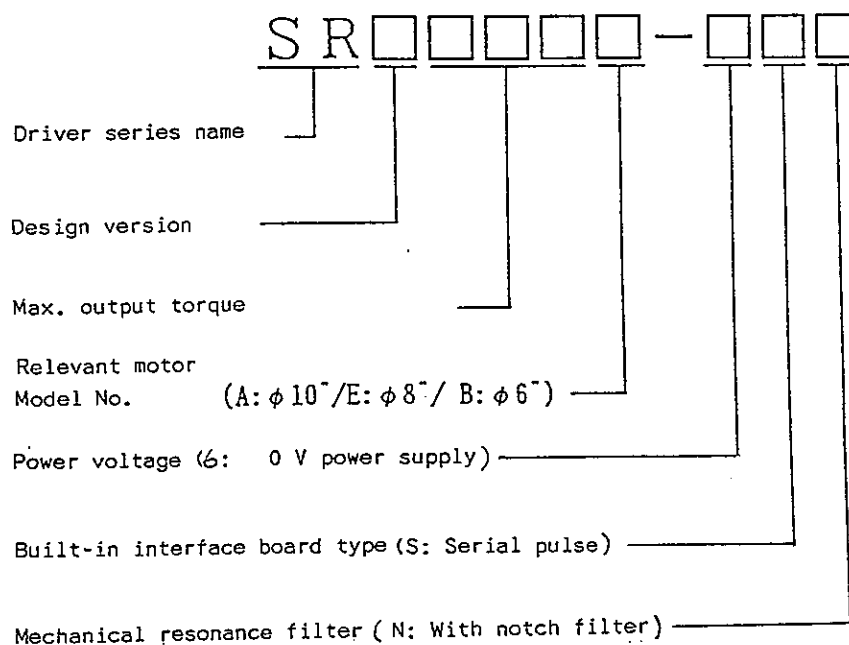 SR□□□□□-□□□
Driver series name
Design version
Max. output torque
Relevant motor
Model No. (A: φ10"/E: φ8"/ B: φ6")
Power voltage (6: 0 V power supply)
Built-in interface board type (S: Serial pulse)
Mechanical resonance filter ( N: With notch filter)